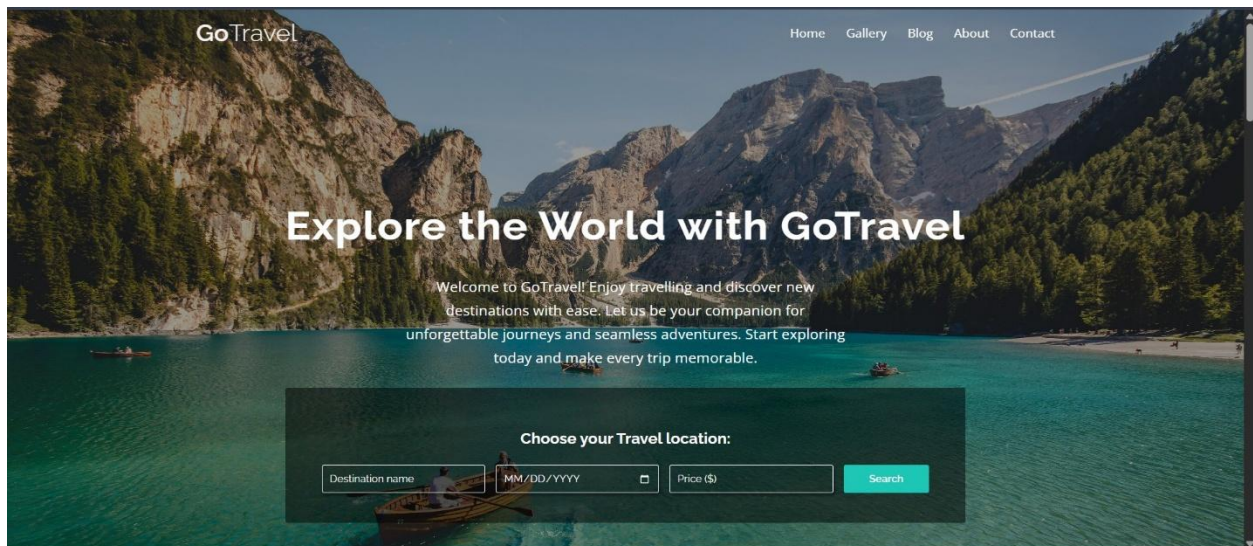 GoTravel
Home Gallery Blog About Contact
Explore the World with GoTravel
Welcome to GoTravel! Enjoy travelling and discover new
destinations with ease. Let us be your companion for
unforgettable journeys and seamless adventures. Start exploring
today and make every trip memorable.
Choose your Travel location:
Destination name MM/DD/YYYY Price ($) Search